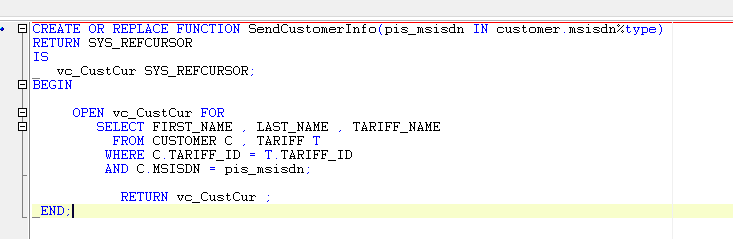 CREATE OR REPLACE FUNCTION SendCustomerInfo(pis_msisdn IN customer.msisdn%type)
RETURN SYS_REFCURSOR
IS
vc_CustCur SYS_REFCURSOR;
BEGIN
OPEN vc_CustCur FOR
SELECT FIRST_NAME , LAST_NAME , TARIFF_NAME
FROM CUSTOMER C , TARIFF T
WHERE C.TARIFF_ID = T.TARIFF_ID
AND C.MSISDN = pis_msisdn;
RETURN vc_CustCur ;
END;